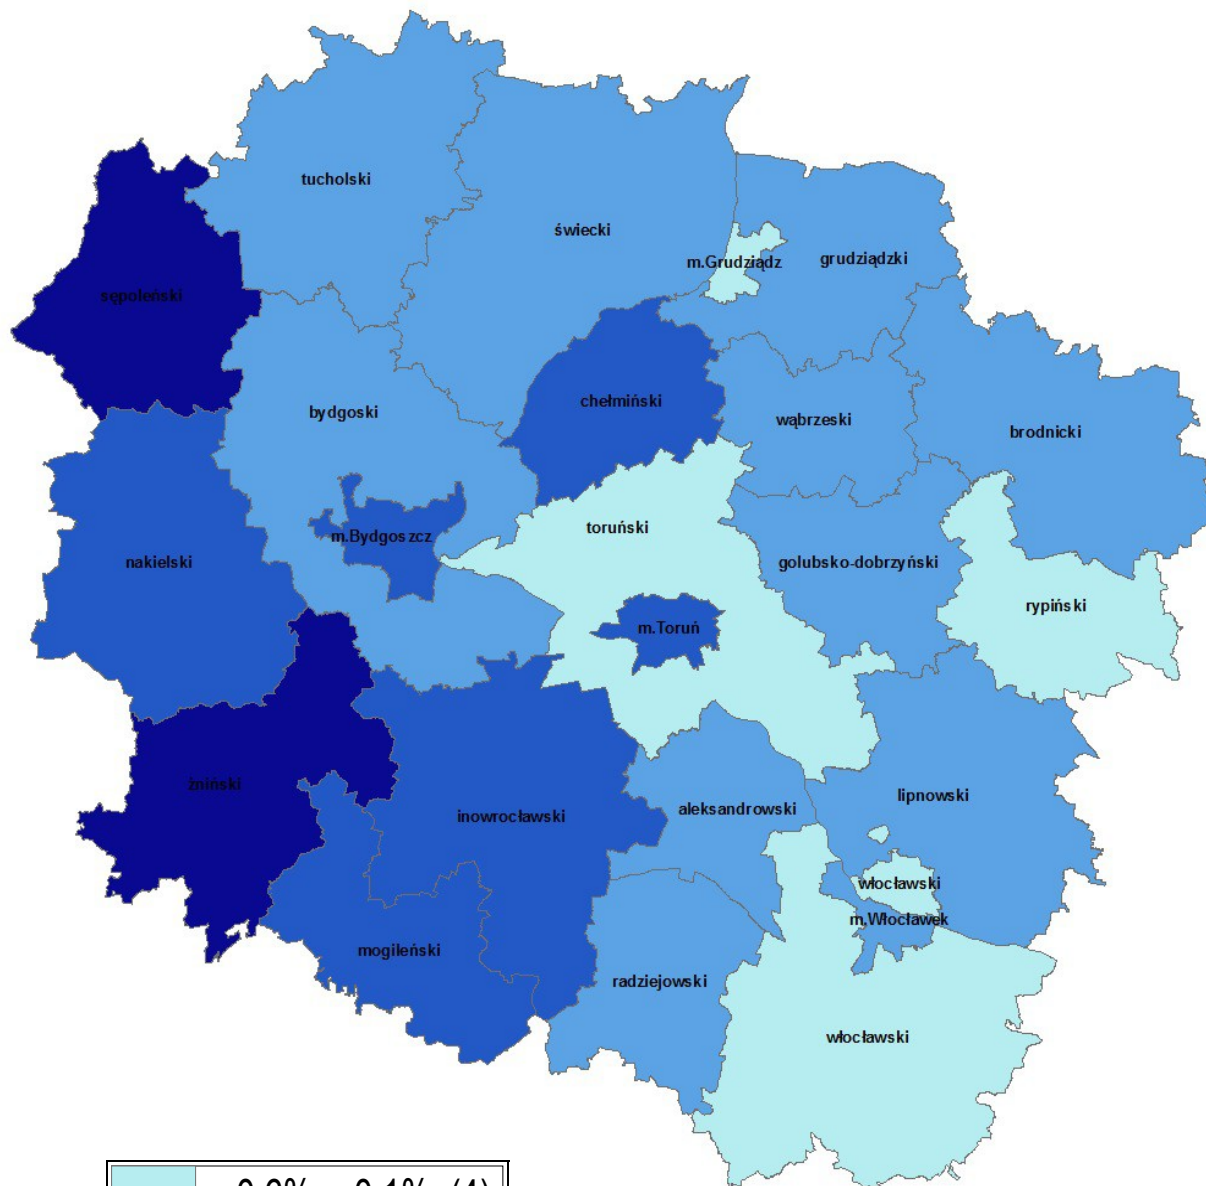 tucholski
świecki
m.Grudziądz
grudziądzki
sępoleński
chełmiński
bydgoski
wąbrzeski
brodnicki
toruński
m.Bydgoszcz
nakielski
golubsko-dobrzyński
rypiński
m.Toruń
żniński
inowrocławski
aleksandrowski
lipnowski
włocławski
m.Włocławek
mogileński
radziejowski
włocławski